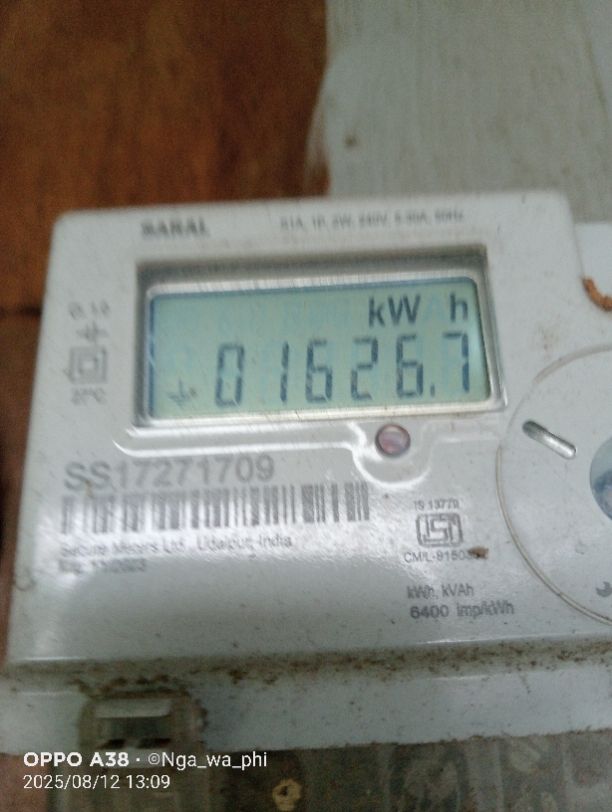 SARAL
kW h
01626.7
SS17271709
IS 13779
Secure Meters Ltd. Udaipur-India
kWh, kVAh
6400 imp/kWh
OPPO A38 · ©Nga_wa_phi
2025/08/12 13:09